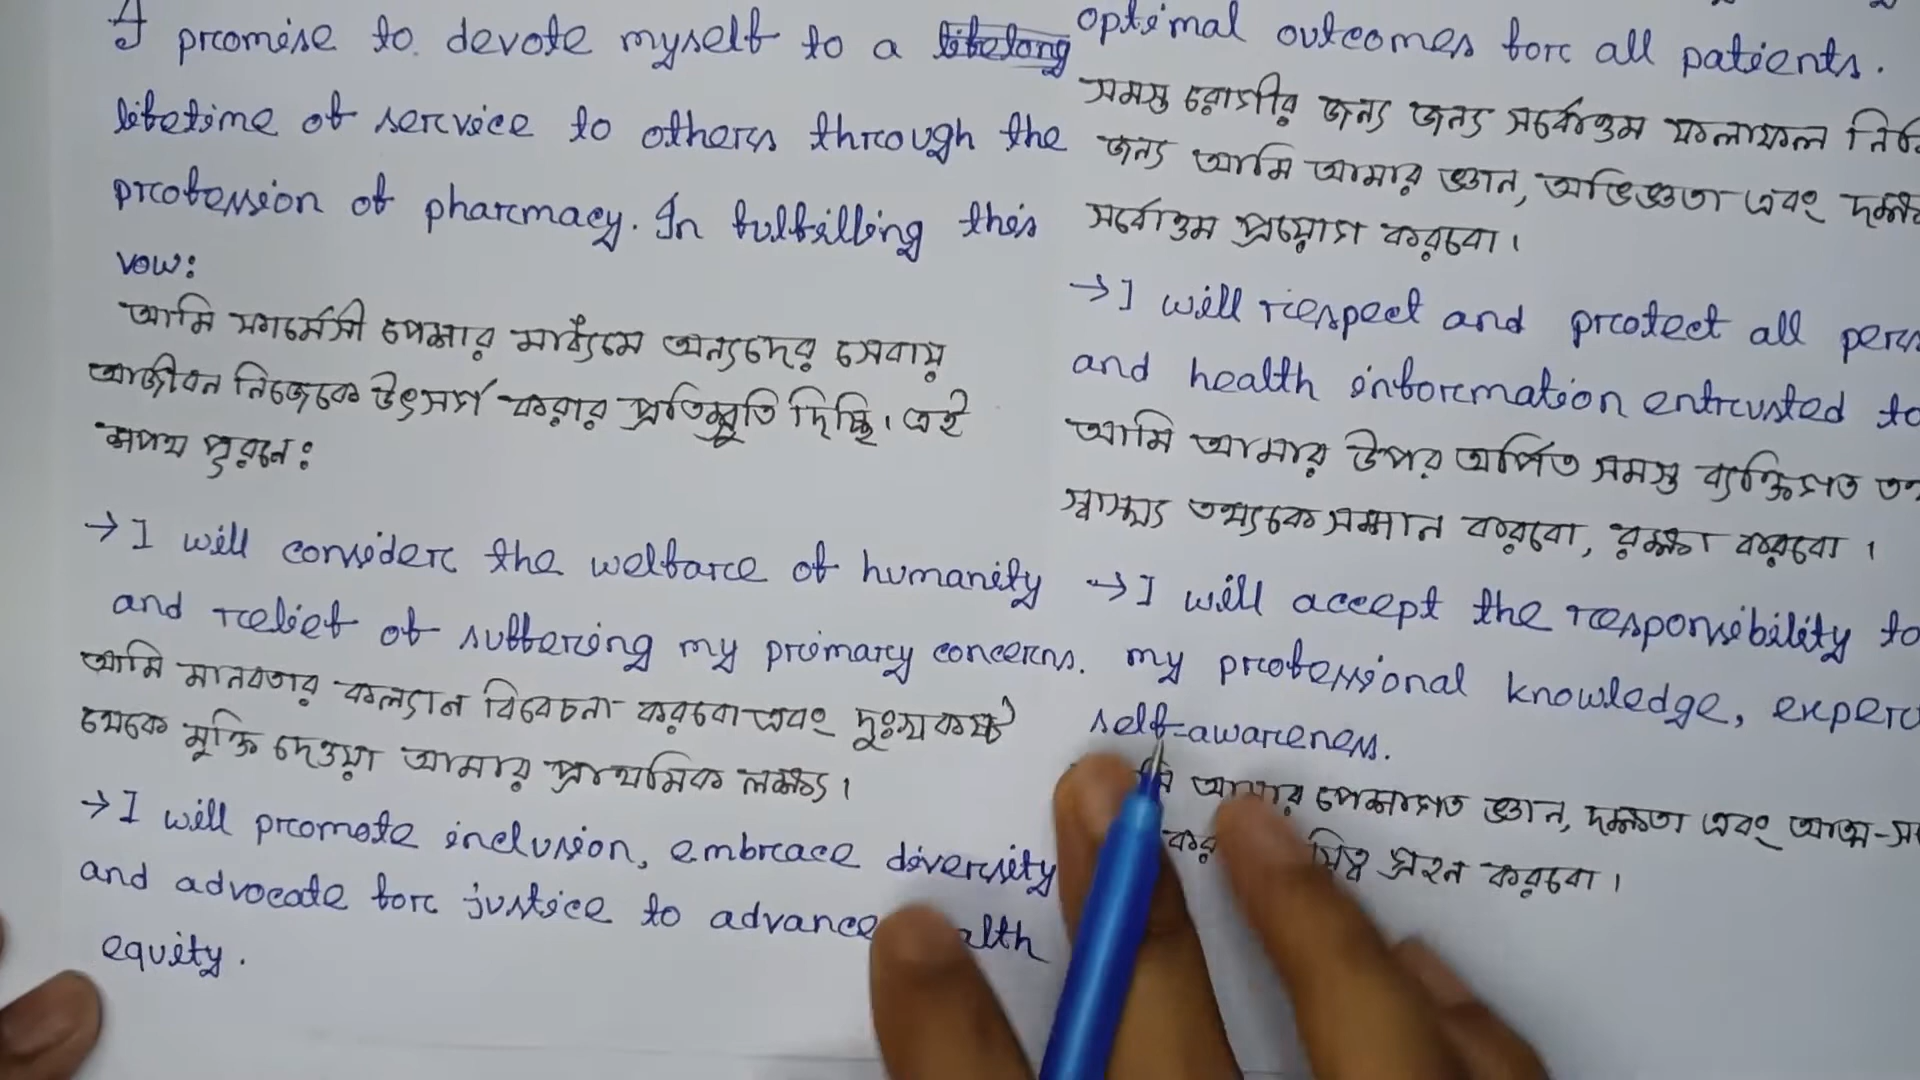 I promise to devote myself to a
lifetime of service to others through the
profession of pharmacy. In fulfilling this
vow:
আমি ফার্মেসী পেশার মাধ্যমে অন্যদের সেবায়
আজীবন নিজেকে উৎসর্গ করার প্রতিশ্রুতি দিচ্ছি। এই
শপথ পূরনে:
→ I will consider the welfare of humanity
and relief of suffering my primary concerns.
আমি মানবতার কল্যান বিবেচনা করবো এবং দুঃখকষ্ট
থেকে মুক্তি দেওয়া আমার প্রাথমিক লক্ষ্য।
→ I will promote inclusion, embrace diversity
and advocate for justice to advance
equity.
optimal outcomes for all patients.
সমস্ত রোগীর জন্য জন্য সর্বোত্তম ফলাফল
জন্য আমি আমার জ্ঞান, অভিজ্ঞতা এবং
সর্বোত্তম প্রয়োগ করবো।
→ I will respect and protect all
and health information entrusted to
আমি আমার উপর অর্পিত সমস্ত ব্যক্তিগত
স্বাস্থ্য তথ্যকে সম্মান করবো, রক্ষা করবো।
→ I will accept the responsibility to
my professional knowledge,
self-awareness.
আমার পেশাগত জ্ঞান, দক্ষতা এবং
গ্রহন করবো।